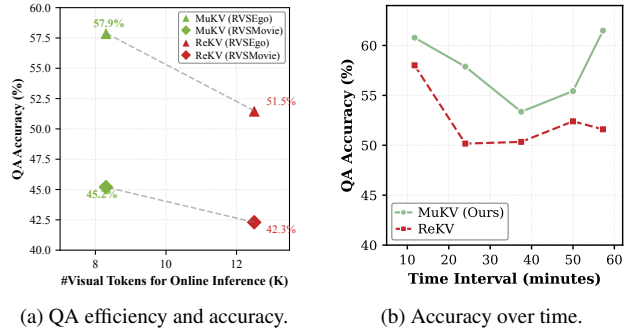 60.0
57.5
55.0
52.5
50.0
47.5
45.0
42.5
40.0
QA Accuracy (%)
57.9%
51.5%
45.2%
42.3%
MuKV (RVSEgo)
MuKV (RVSMovie)
ReKV (RVSEgo)
ReKV (RVSMovie)
8
10
12
#Visual Tokens for Online Inference (K)
(a) QA efficiency and accuracy.
60
55
50
45
40
QA Accuracy (%)
MuKV (Ours)
ReKV
10
20
30
40
50
60
Time Interval (minutes)
(b) Accuracy over time.